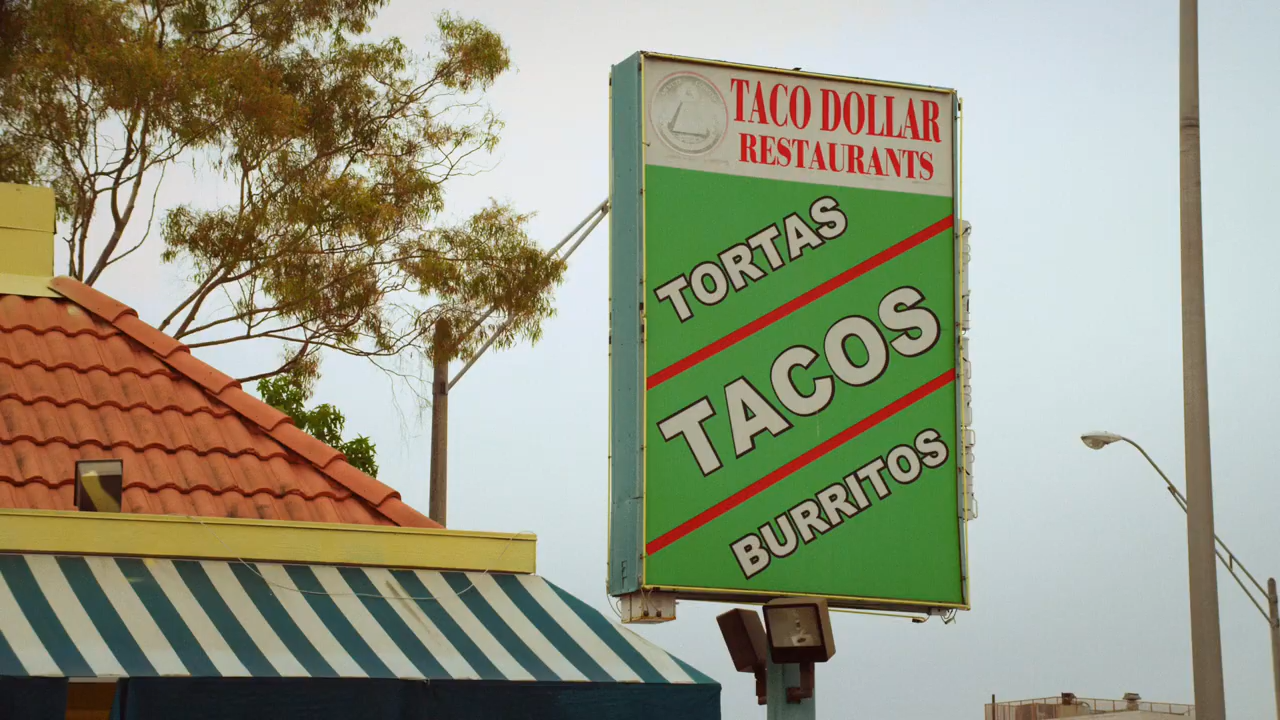 TACO DOLLAR
RESTAURANTS
TORTAS
TACOS
BURRITOS